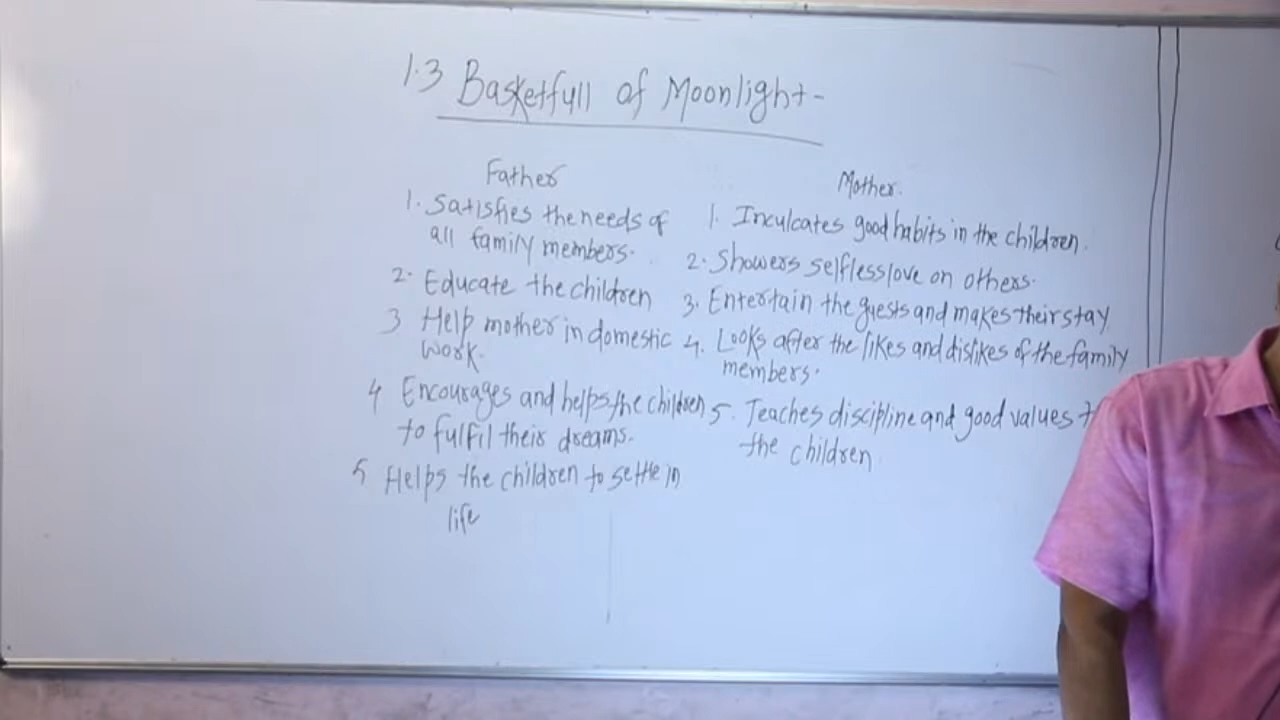 1.3 Basketfull of Moonlight-
Father
1. Satisfies the needs of
all family members.
2. Educate the children
3 Help mother in domestic
work.
4 Encourages and helps the children
to fulfil their dreams.
5 Helps the children to settle in
life
Mother.
1. Inculcates good habits in the children.
2. Showers selfless love on others.
3. Entertain the guests and makes their stay
4. Looks after the likes and dislikes of the family
members.
5. Teaches discipline and good values
the children